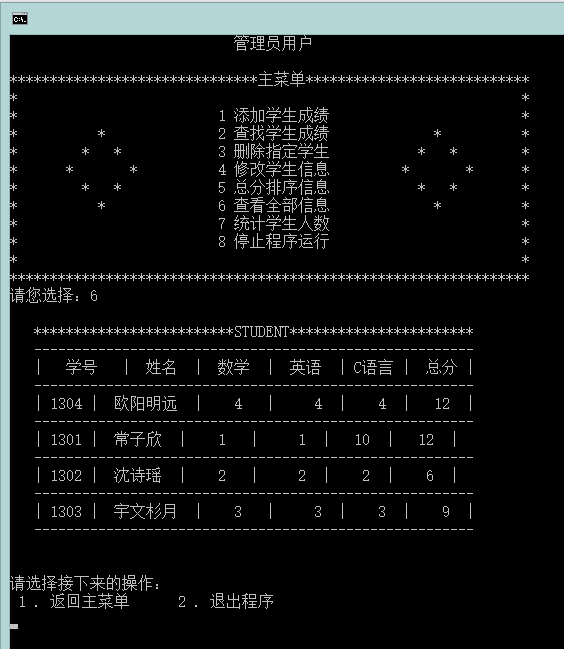 C:\.
管理员用户
*******************************主菜单****************************
* *
* 1 添加学生成绩 *
* * 2 查找学生成绩 * *
* * * 3 删除指定学生 * * *
* * * 4 修改学生信息 * * *
* * * 5 总分排序信息 * * *
* * 6 查看全部信息 * *
* 7 统计学生人数 *
* 8 停止程序运行 *
* *
*****************************************************************
请您选择：6
*************************STUDENT***********************
-------------------------------------------------------
| 学号 | 姓名 | 数学 | 英语 | C语言 | 总分 |
-------------------------------------------------------
| 1304 | 欧阳明远 | 4 | 4 | 4 | 12 |
-------------------------------------------------------
| 1301 | 常子欣 | 1 | 1 | 10 | 12 |
-------------------------------------------------------
| 1302 | 沈诗瑶 | 2 | 2 | 2 | 6 |
-------------------------------------------------------
| 1303 | 宇文杉月 | 3 | 3 | 3 | 9 |
-------------------------------------------------------
请选择接下来的操作：
1 . 返回主菜单 2 . 退出程序